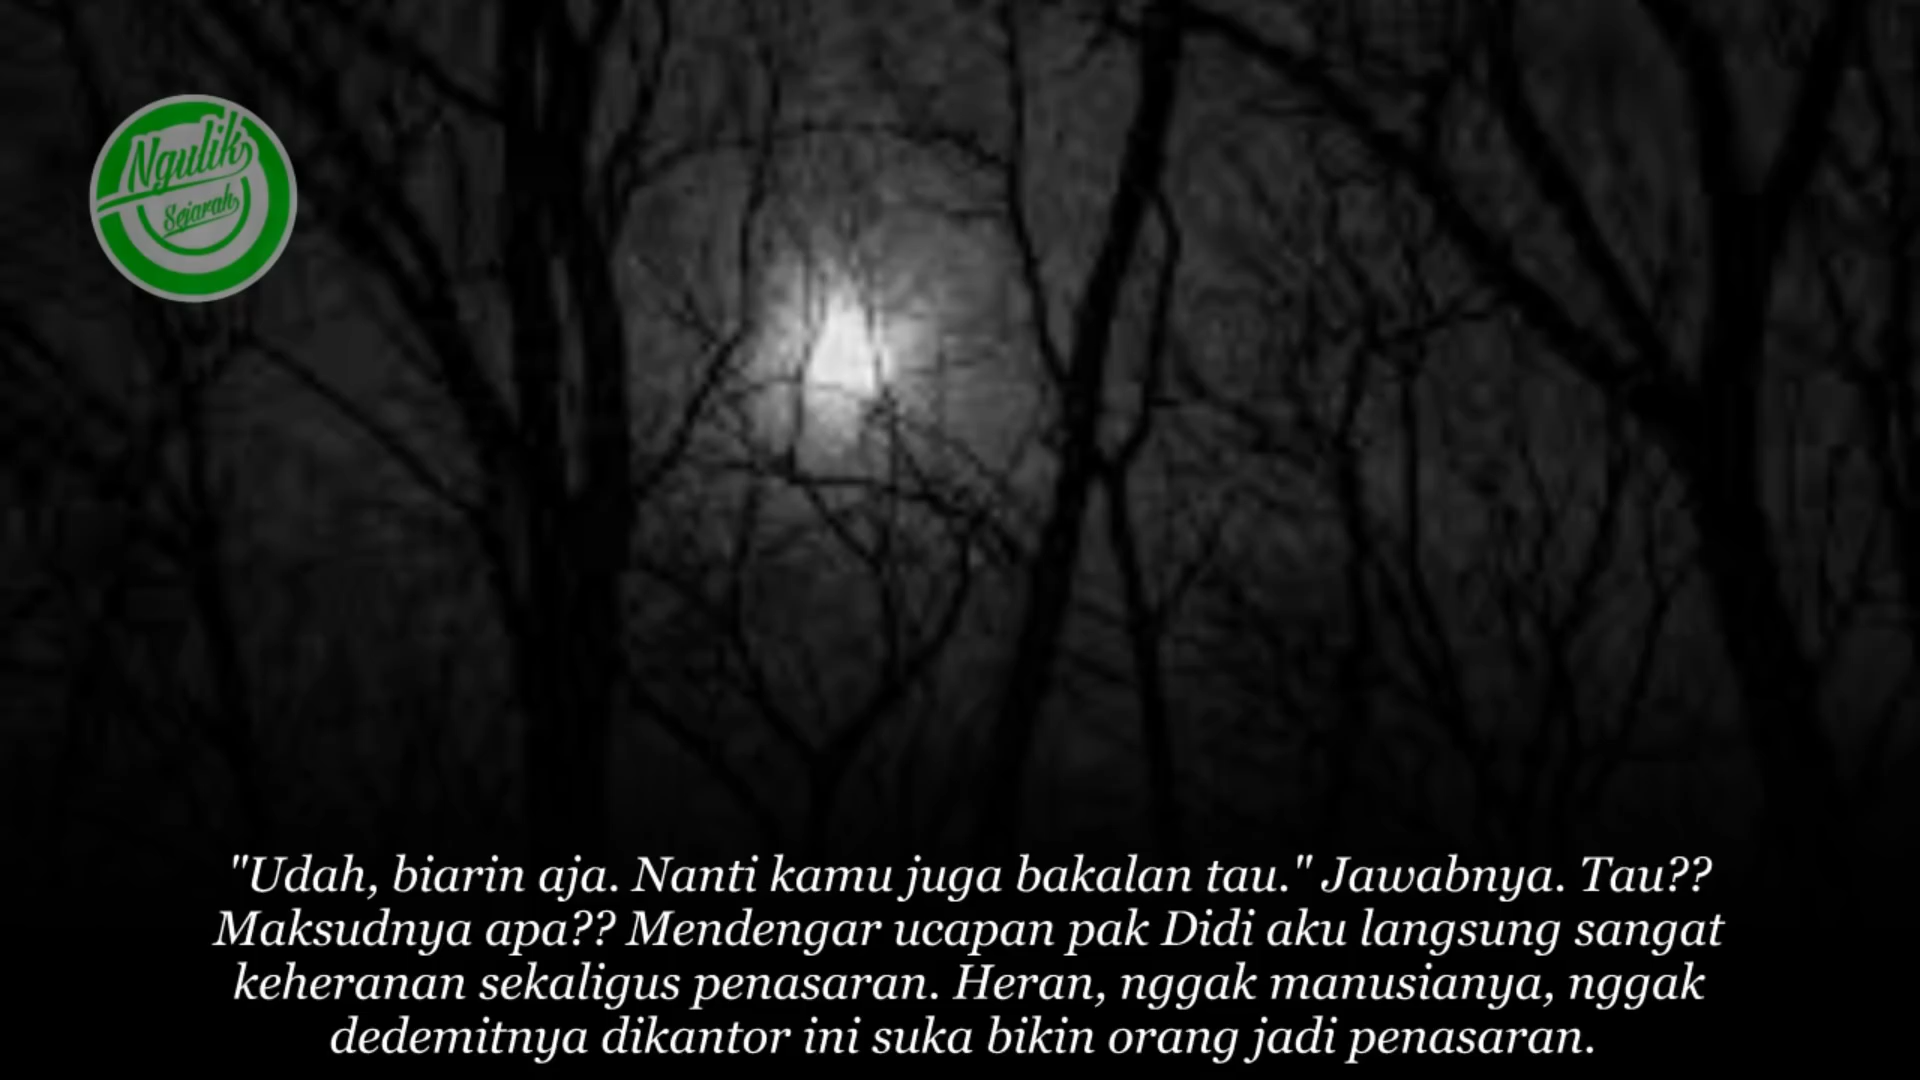 Ngulik
Sejarah
"Udah, biarin aja. Nanti kamu juga bakalan tau." Jawabnya. Tau??
Maksudnya apa?? Mendengar ucapan pak Didi aku langsung sangat
keheranan sekaligus penasaran. Heran, nggak manusianya, nggak
dedemitnya dikantor ini suka bikin orang jadi penasaran.